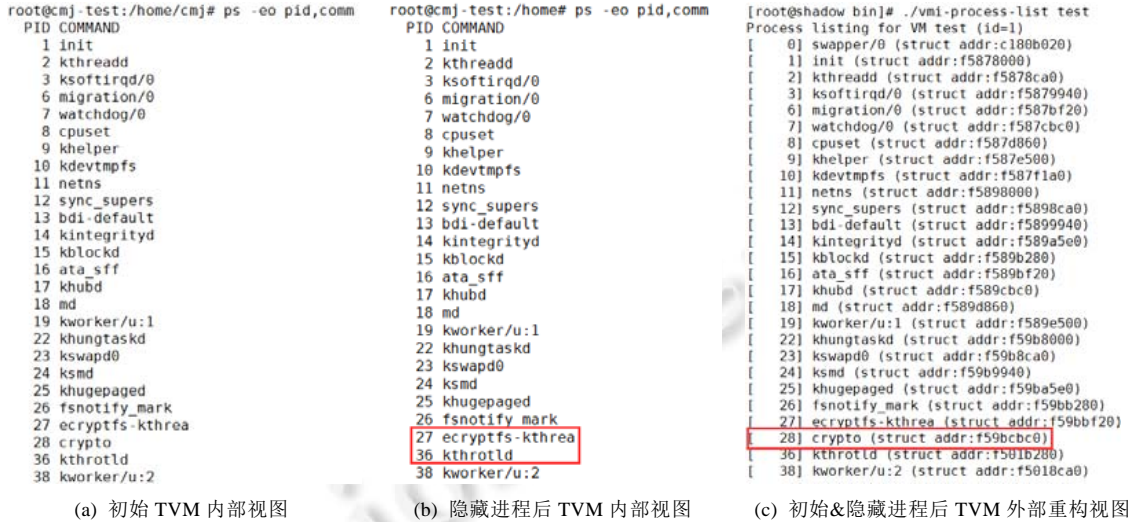 root@cmj-test:/home/cmj# ps -eo pid,comm
PID COMMAND
1 init
2 kthreadd
3 ksoftirqd/0
6 migration/0
7 watchdog/0
8 cpuset
9 khelper
10 kdevtmpfs
11 netns
12 sync_supers
13 bdi-default
14 kintegrityd
15 kblockd
16 ata_sff
17 khubd
18 md
19 kworker/u:1
22 khungtaskd
23 kswapd0
24 ksmd
25 khugepaged
26 fsnotify_mark
27 ecryptfs-kthrea
28 crypto
36 kthrotld
38 kworker/u:2
(a) 初始 TVM 内部视图
root@cmj-test:/home# ps -eo pid,comm
PID COMMAND
1 init
2 kthreadd
3 ksoftirqd/0
6 migration/0
7 watchdog/0
8 cpuset
9 khelper
10 kdevtmpfs
11 netns
12 sync_supers
13 bdi-default
14 kintegrityd
15 kblockd
16 ata_sff
17 khubd
18 md
19 kworker/u:1
22 khungtaskd
23 kswapd0
24 ksmd
25 khugepaged
26 fsnotify_mark
27 ecryptfs-kthrea
36 kthrotld
38 kworker/u:2
(b) 隐藏进程后 TVM 内部视图
[root@shadow bin]# ./vmi-process-list test
Process listing for VM test (id=1)
[ 0] swapper/0 (struct addr:c180b020)
[ 1] init (struct addr:f5878000)
[ 2] kthreadd (struct addr:f5878ca0)
[ 3] ksoftirqd/0 (struct addr:f5879940)
[ 6] migration/0 (struct addr:f587bf20)
[ 7] watchdog/0 (struct addr:f587cbc0)
[ 8] cpuset (struct addr:f587d860)
[ 9] khelper (struct addr:f587e500)
[ 10] kdevtmpfs (struct addr:f587f1a0)
[ 11] netns (struct addr:f5898000)
[ 12] sync_supers (struct addr:f5898ca0)
[ 13] bdi-default (struct addr:f5899940)
[ 14] kintegrityd (struct addr:f589a5e0)
[ 15] kblockd (struct addr:f589b280)
[ 16] ata_sff (struct addr:f589bf20)
[ 17] khubd (struct addr:f589cbc0)
[ 18] md (struct addr:f589d860)
[ 19] kworker/u:1 (struct addr:f589e500)
[ 22] khungtaskd (struct addr:f59b8000)
[ 23] kswapd0 (struct addr:f59b8ca0)
[ 24] ksmd (struct addr:f59b9940)
[ 25] khugepaged (struct addr:f59ba5e0)
[ 26] fsnotify_mark (struct addr:f59bb280)
[ 27] ecryptfs-kthrea (struct addr:f59bbf20)
[ 28] crypto (struct addr:f59bcbc0)
[ 36] kthrotld (struct addr:f501b280)
[ 38] kworker/u:2 (struct addr:f5018ca0)
(c) 初始&隐藏进程后 TVM 外部重构视图